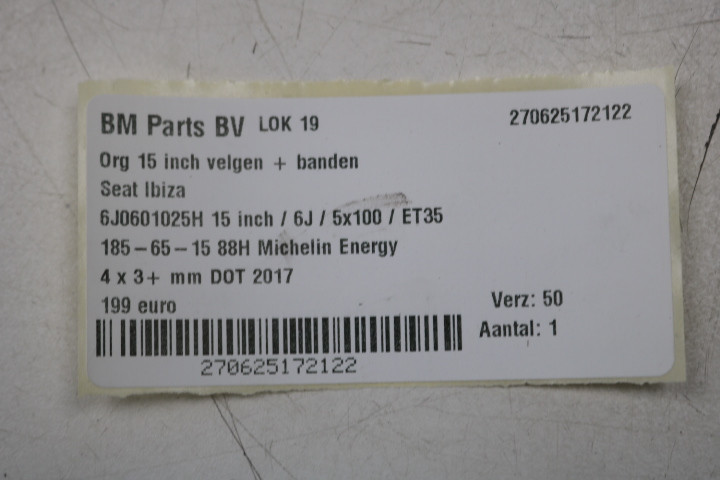 BM Parts BV LOK 19 270625172122
Org 15 inch velgen + banden
Seat Ibiza
6J0601025H 15 inch / 6J / 5x100 / ET35
185-65-15 88H Michelin Energy
4 x 3+ mm DOT 2017
199 euro Verz: 50
Aantal: 1
270625172122